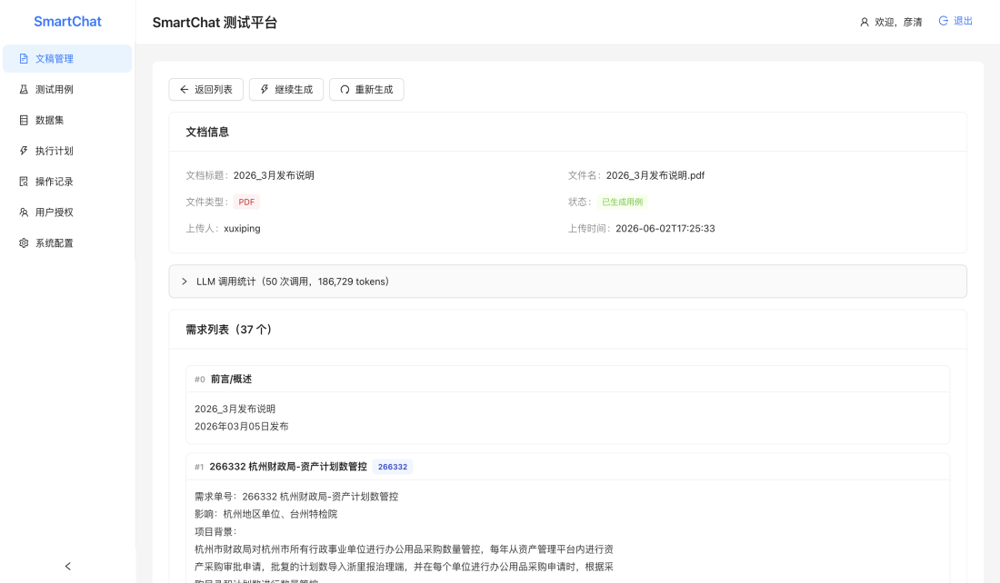 SmartChat
SmartChat 测试平台
欢迎，彦清
退出
文稿管理
测试用例
数据集
执行计划
操作记录
用户授权
系统配置
返回列表
继续生成
重新生成
文档信息
文档标题： 2026_3月发布说明
文件名： 2026_3月发布说明.pdf
文件类型： PDF
状态： 已生成用例
上传人： xuxiping
上传时间： 2026-06-02T17:25:33
LLM 调用统计（50 次调用，186,729 tokens）
需求列表（37 个）
#0 前言/概述
2026_3月发布说明
2026年03月05日发布
#1 266332 杭州财政局-资产计划数管控 266332
需求单号：266332 杭州财政局-资产计划数管控
影响：杭州地区单位、台州特检院
项目背景：
杭州市财政局对杭州市所有行政事业单位进行办公用品采购数量管控，每年从资产管理平台内进行资
产采购审批申请，批复的计划数导入浙里报治理端，并在每个单位进行办公用品采购申请时，根据采
购目录和计划数进行数量管控